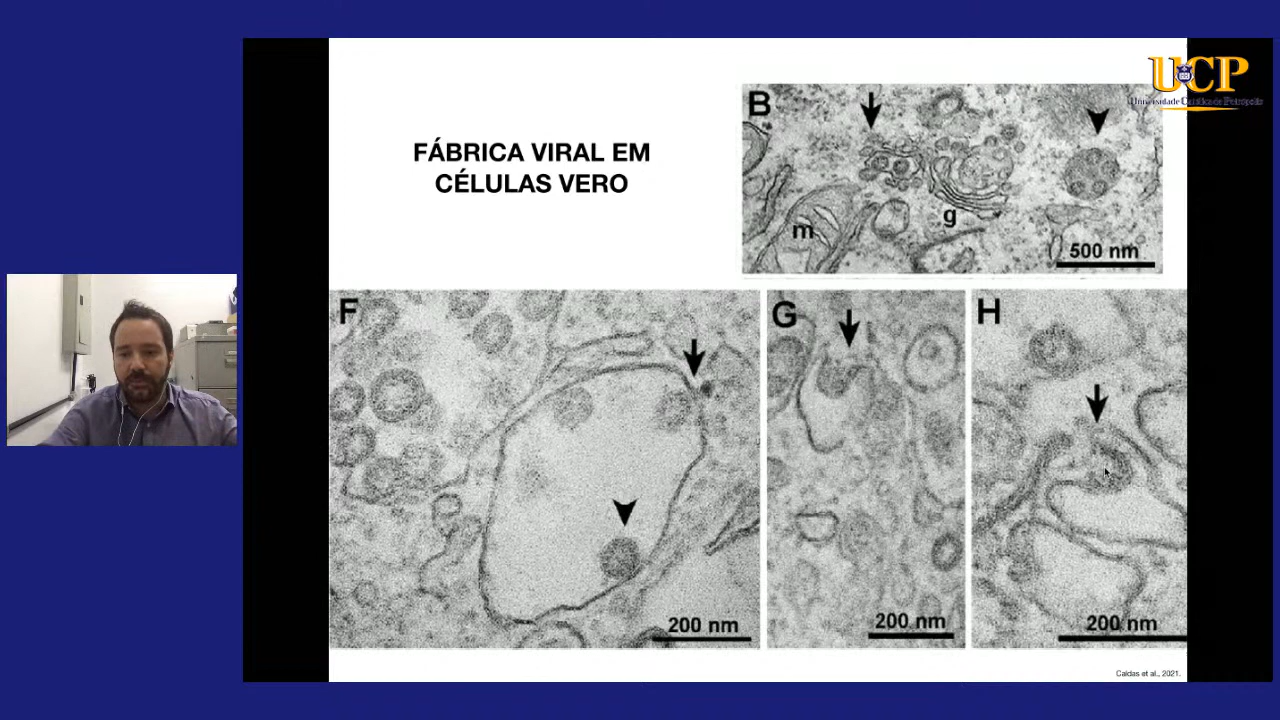 UCP
Universidade Católica de Petrópolis
FÁBRICA VIRAL EM
CÉLULAS VERO
B
m
g
500 nm
F
200 nm
G
200 nm
H
200 nm
Caldas et al., 2021.